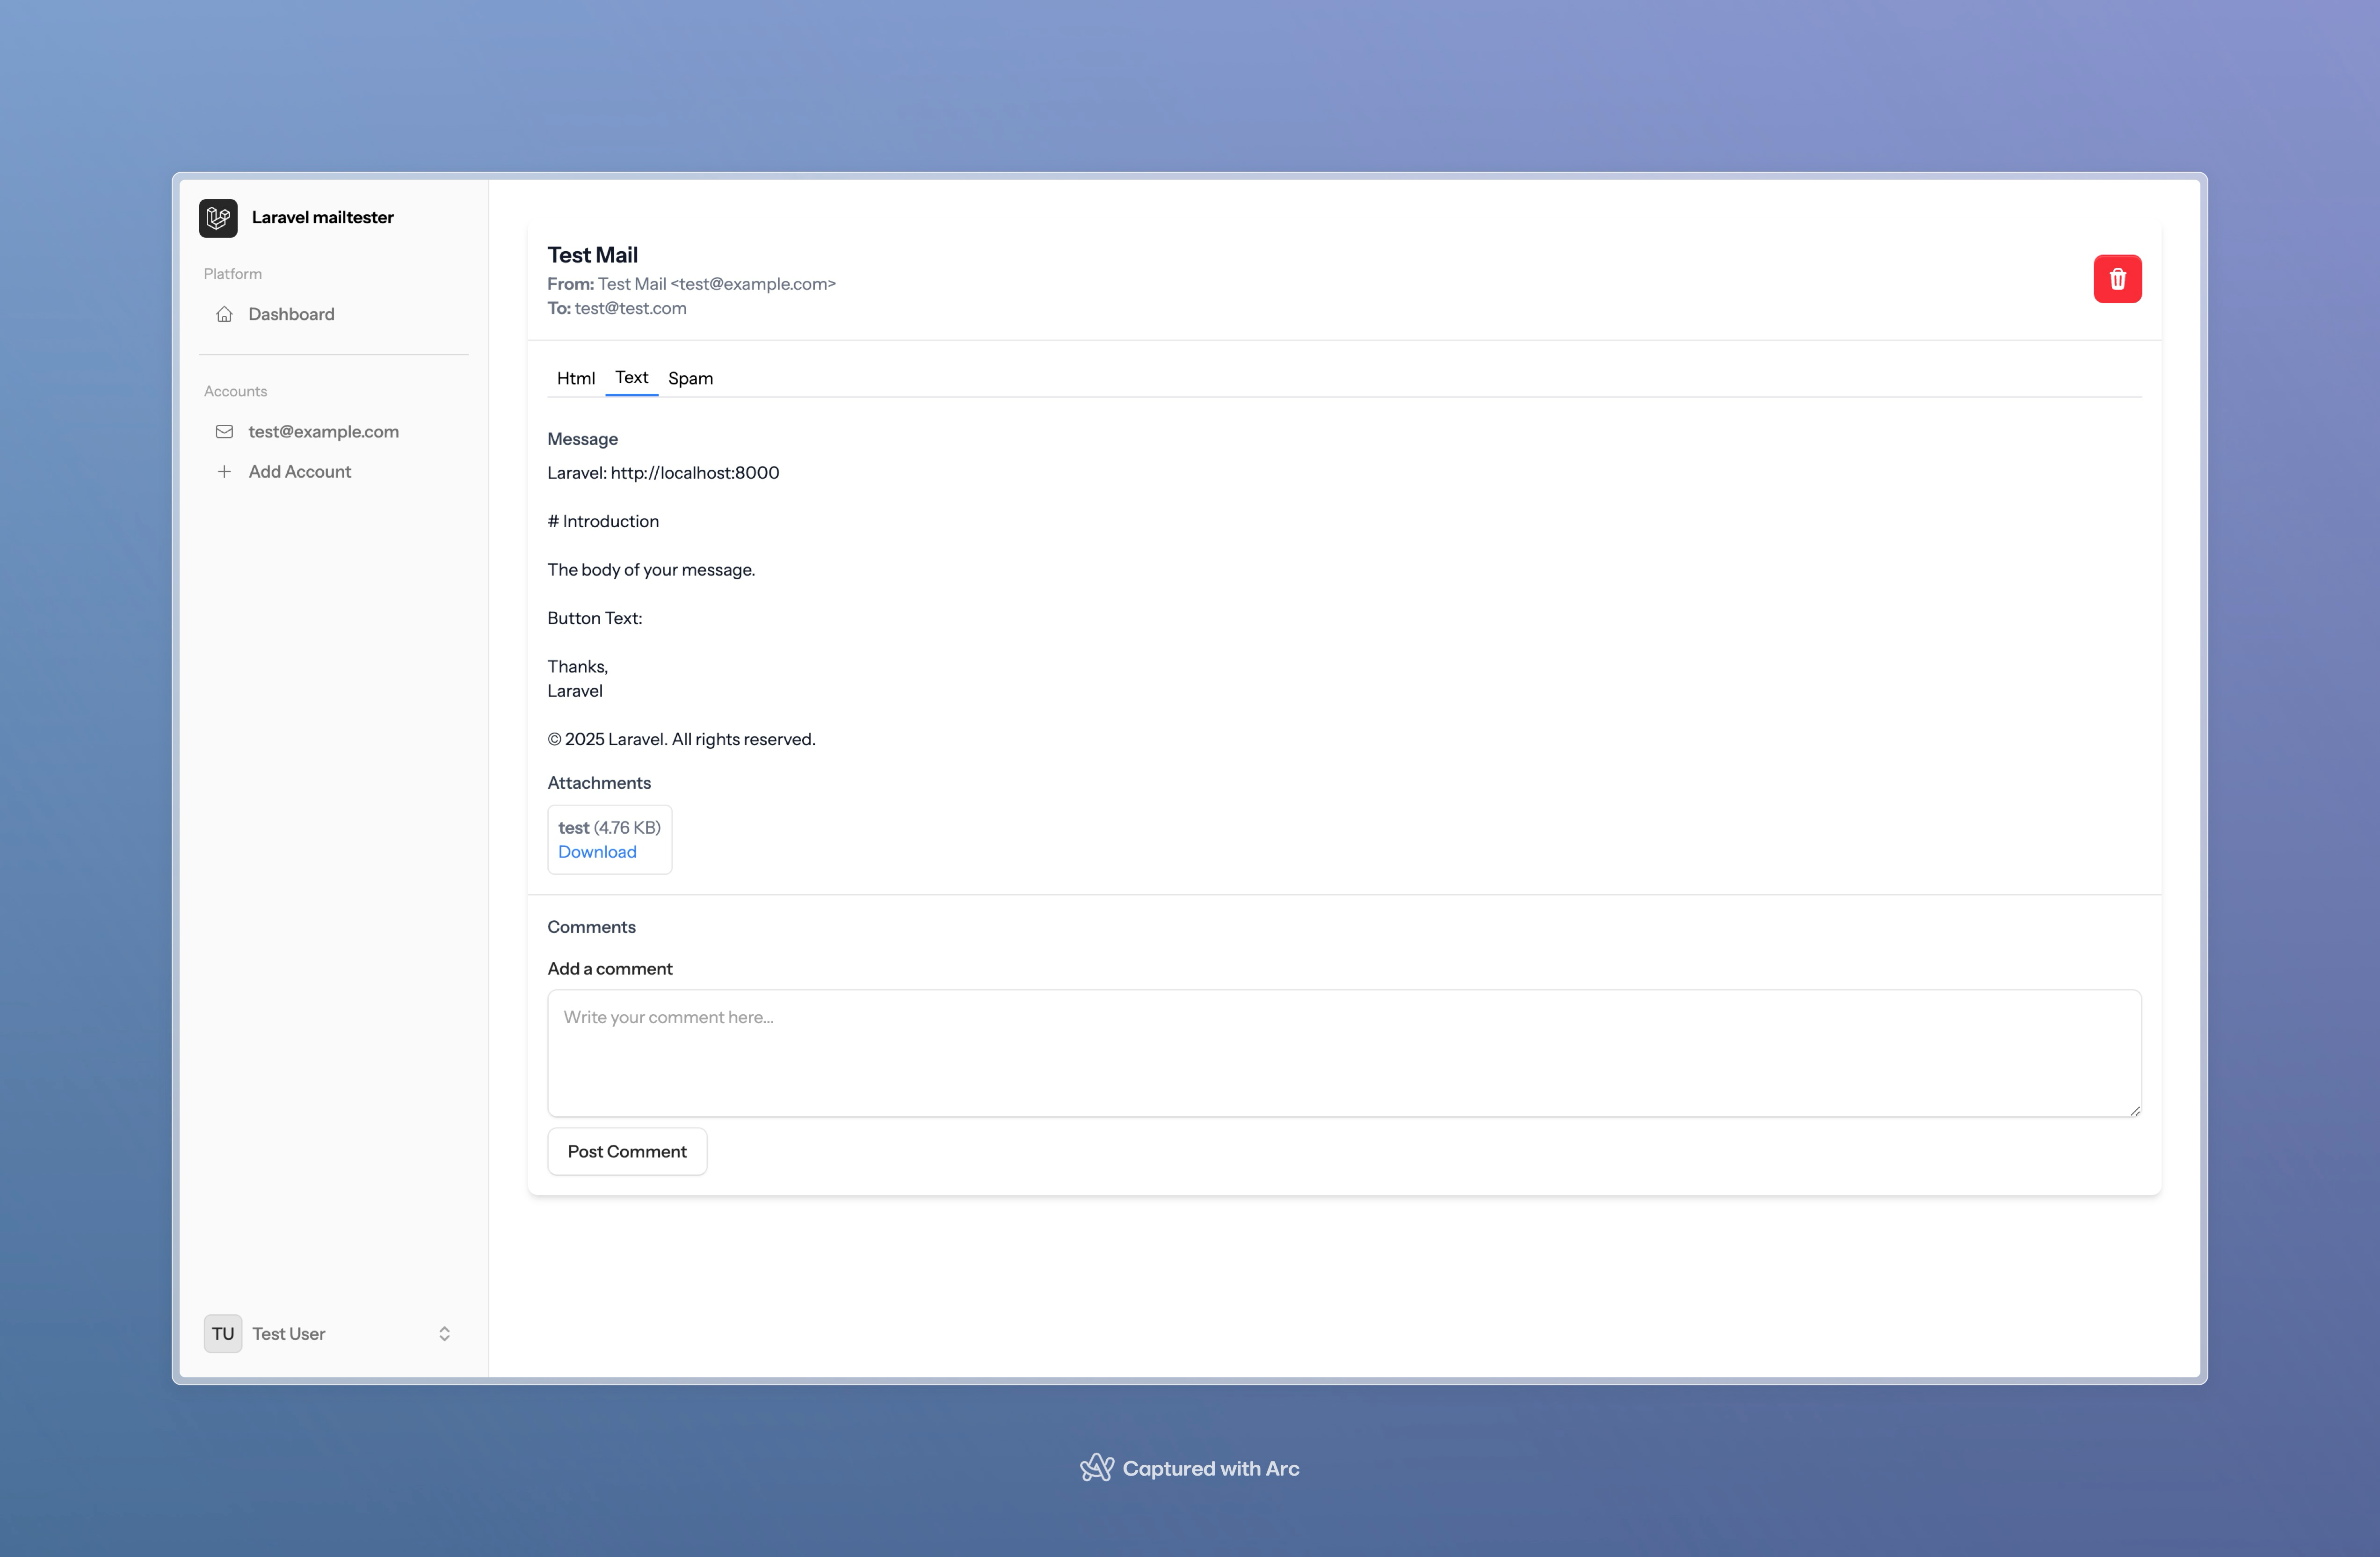 Laravel mailtester
Platform
Dashboard
Accounts
test@example.com
Add Account
TU Test User
Test Mail
From: Test Mail <test@example.com>
To: test@test.com
Html Text Spam
Message
Laravel: http://localhost:8000
# Introduction
The body of your message.
Button Text:
Thanks,
Laravel
© 2025 Laravel. All rights reserved.
Attachments
test (4.76 KB)
Download
Comments
Add a comment
Write your comment here...
Post Comment
Captured with Arc